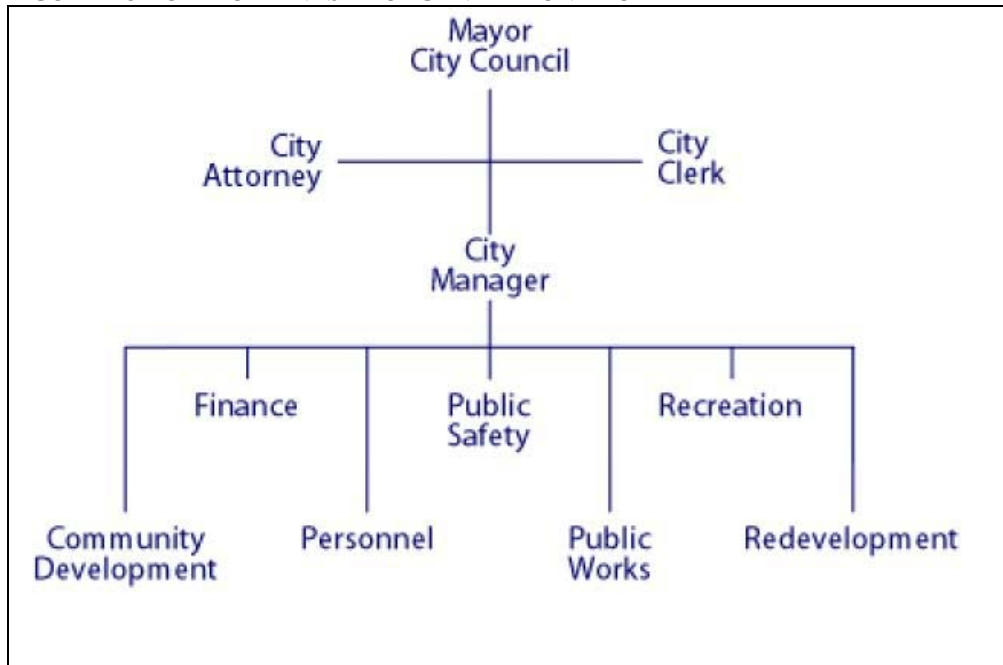 Mayor
City Council
City
Attorney
City
Clerk
City
Manager
Finance
Public
Safety
Recreation
Community
Development
Personnel
Public
Works
Redevelopment